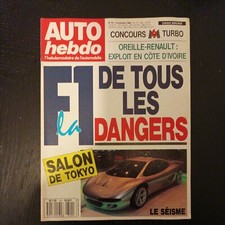 AUTO
hebdo
l'hebdomadaire de l'automobile
CONCOURS M6 TURBO
OREILLE-RENAULT :
EXPLOIT EN CÔTE D'IVOIRE
F1
la
DE TOUS
LES
DANGERS
SALON
DE TOKYO
LE SÉISME